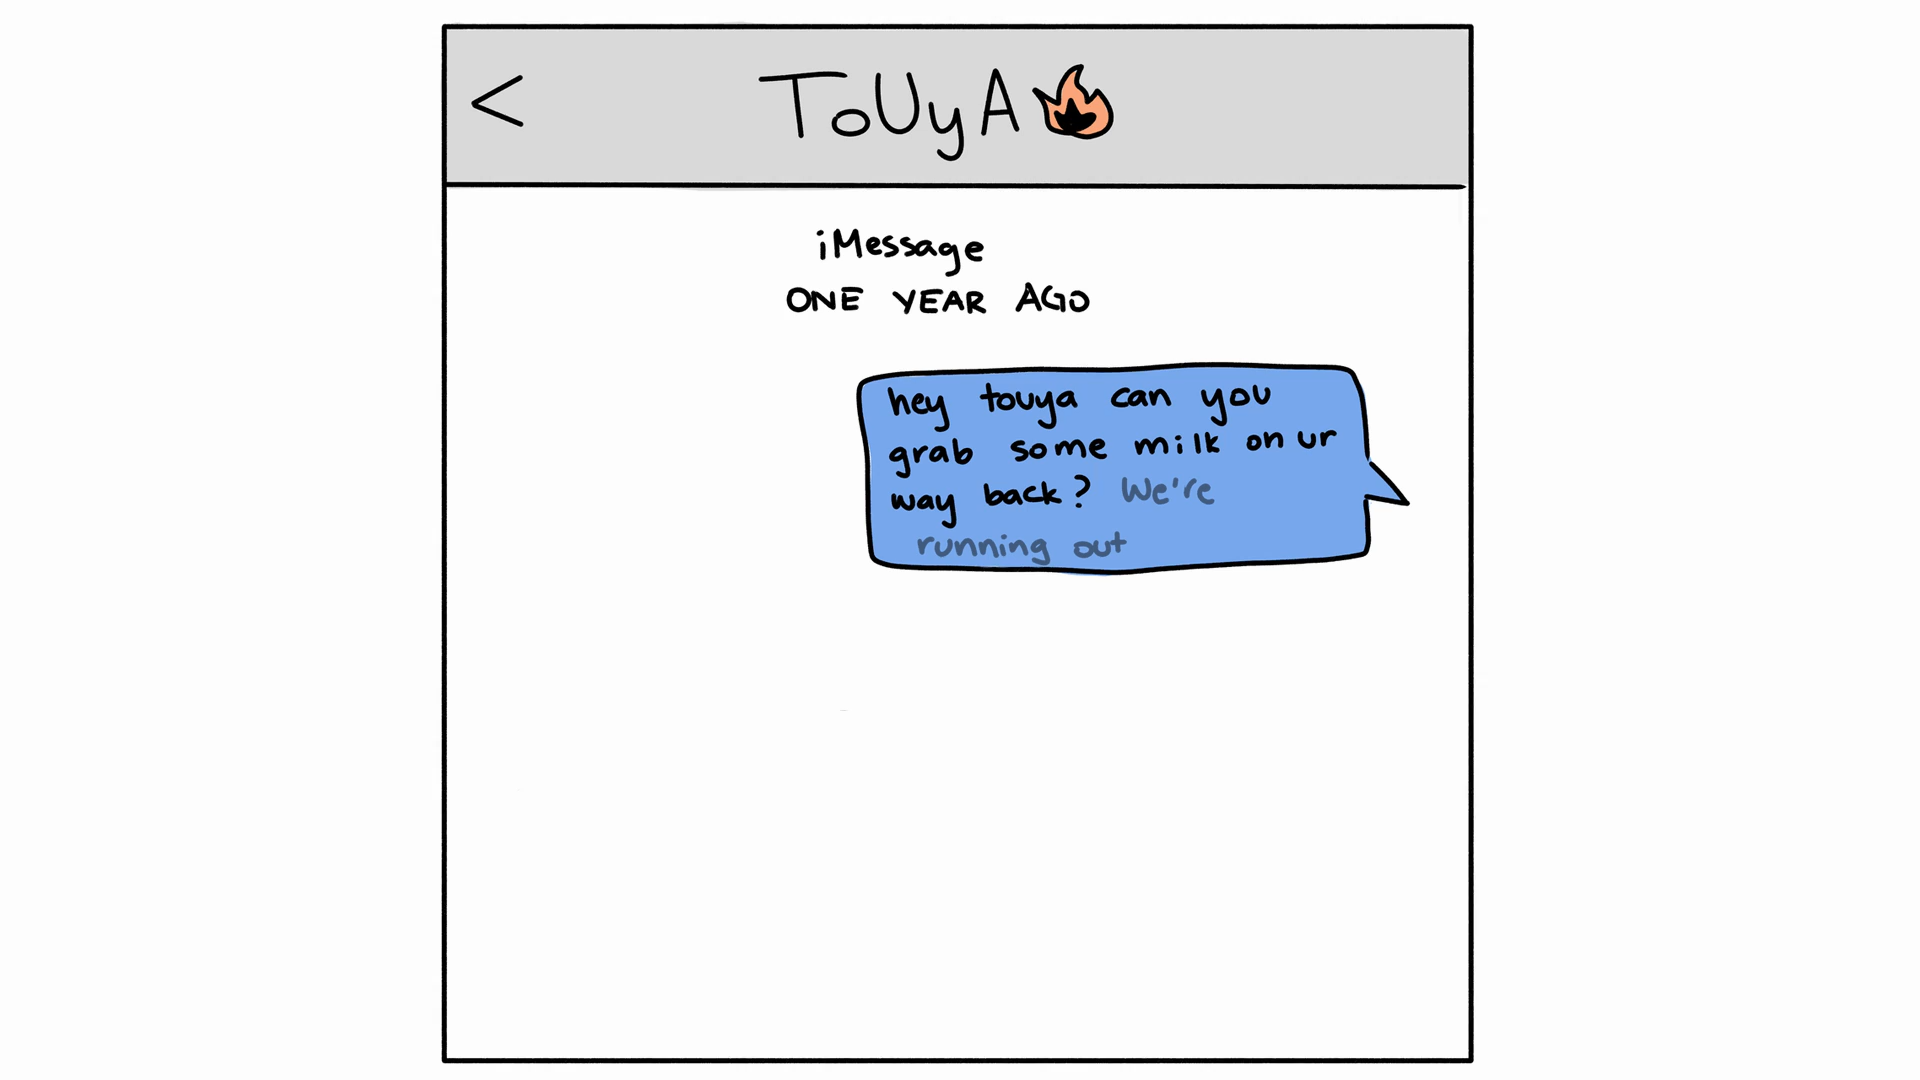 <
ToUyA
iMessage
ONE YEAR AGO
hey touya can you
grab some milk on ur
way back? We're
running out